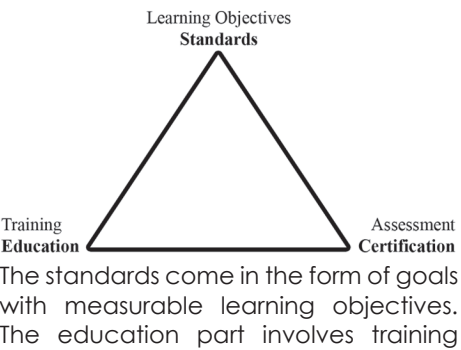 Learning Objectives
Standards
Training
Education
Assessment
Certification
The standards come in the form of goals
with measurable learning objectives.
The education part involves training